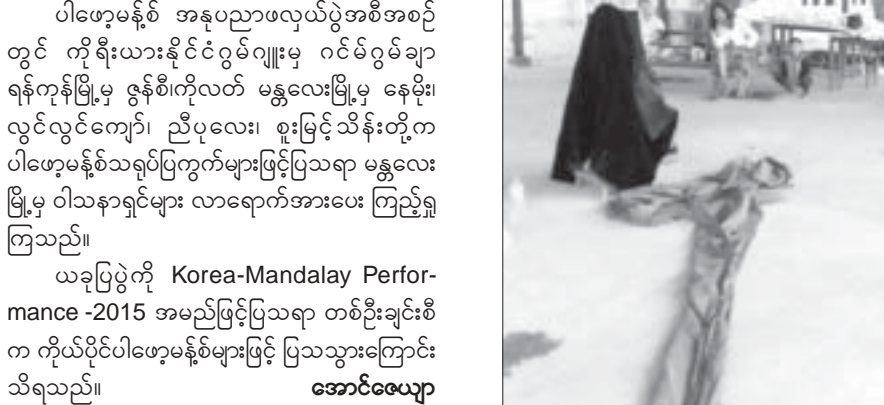 ပါဖော့မန့်စ် အနုပညာဖလှယ်ပွဲအစီအစဉ်
တွင် ကိုရီးယားနိုင်ငံဂွမ်ဂျူးမှ ဂင်မ်ဂွမ်ချာ
ရန်ကုန်မြို့မှ ဇွန်စီ၊ကိုလတ် မန္တလေးမြို့မှ နေမိုး၊
လွင်လွင်ကျော်၊ ညီပုလေး၊ စူးမြင့်သိန်းတို့က
ပါဖော့မန့်စ်သရုပ်ပြကွက်များဖြင့်ပြသရာ မန္တလေး
မြို့မှ ဝါသနာရှင်များ လာရောက်အားပေး ကြည့်ရှု
ကြသည်။
ယခုပြပွဲကို Korea-Mandalay Perfor-
mance -2015 အမည်ဖြင့်ပြသရာ တစ်ဦးချင်းစီ
က ကိုယ်ပိုင်ပါဖော့မန့်စ်များဖြင့် ပြသသွားကြောင်း
သိရသည်။ အောင်ဇေယျာ